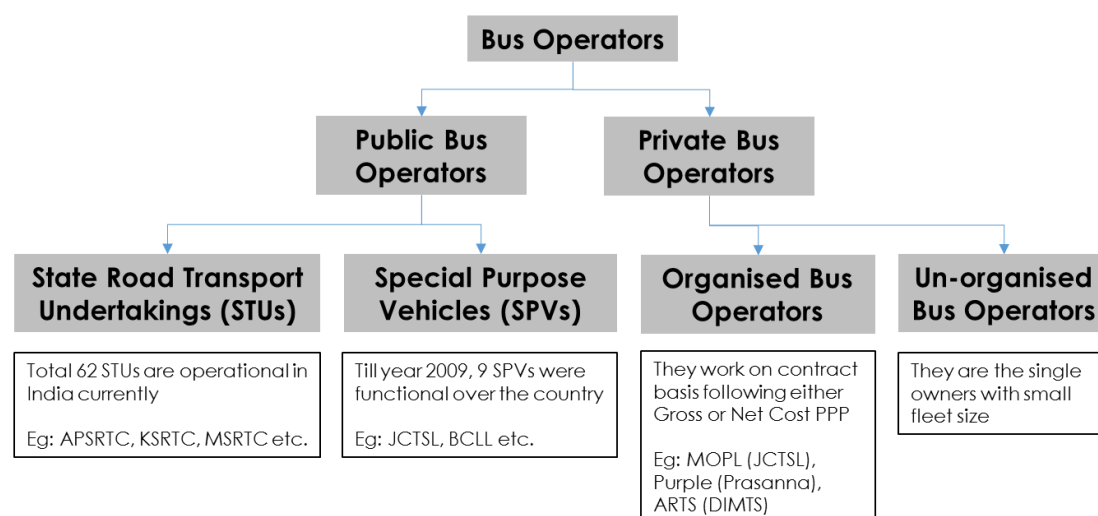 Bus Operators
Public Bus
Operators
Private Bus
Operators
State Road Transport
Undertakings (STUs)
Special Purpose
Vehicles (SPVs)
Organised Bus
Operators
Un-organised
Bus Operators
Total 62 STUs are operational in
India currently
Eg: APSRTC, KSRTC, MSRTC etc.
Till year 2009, 9 SPVs were
functional over the country
Eg: JCTSL, BCLL etc.
They work on contract
basis following either
Gross or Net Cost PPP
Eg: MOPL (JCTSL),
Purple (Prasanna),
ARTS (DIMTS)
They are the single
owners with small
fleet size